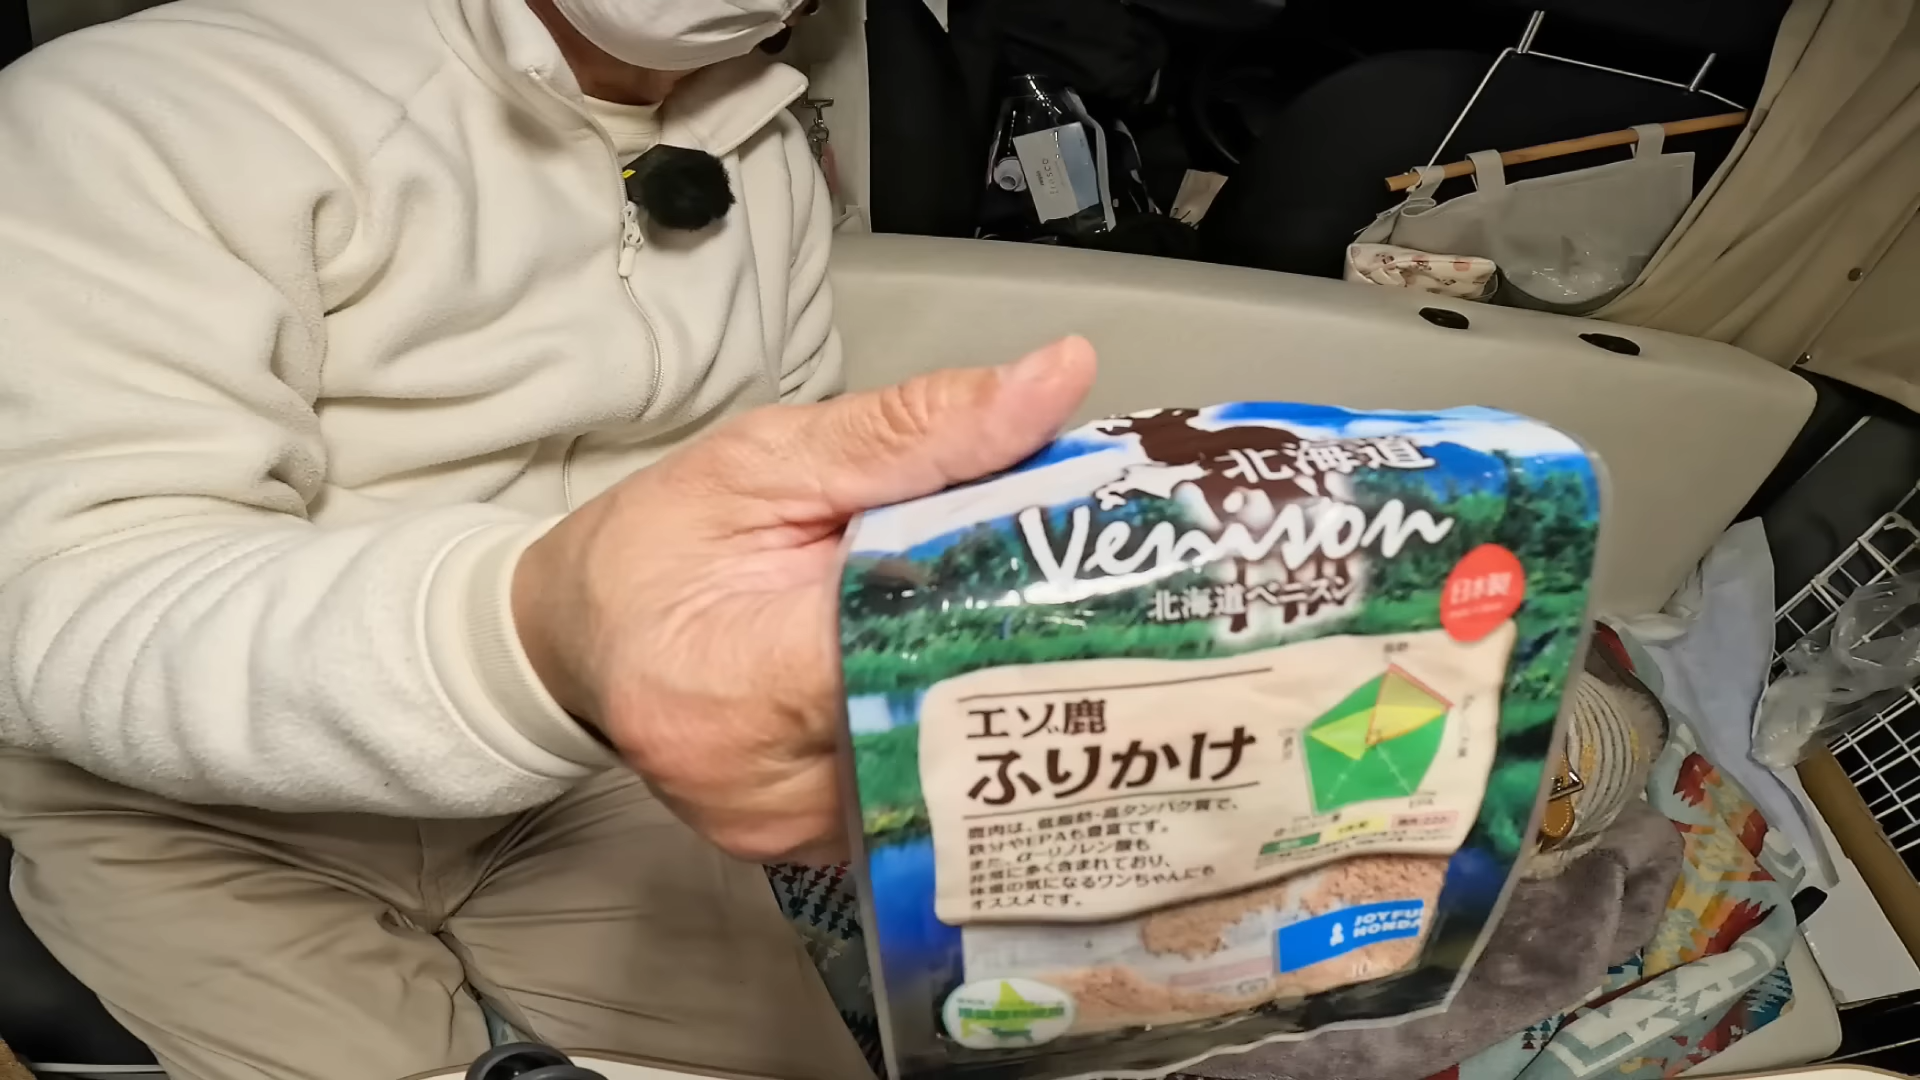 北海道
Venison
北海道ベニスン
日本製
エゾ鹿
ふりかけ
鹿肉は、低脂肪・高タンパク質で、
鉄分やEPAも豊富です。
また、α-リノレン酸も
非常に多く含まれており、
体重の気になるワンちゃんにも
オススメです。
EPA
JOYFU
HONDA